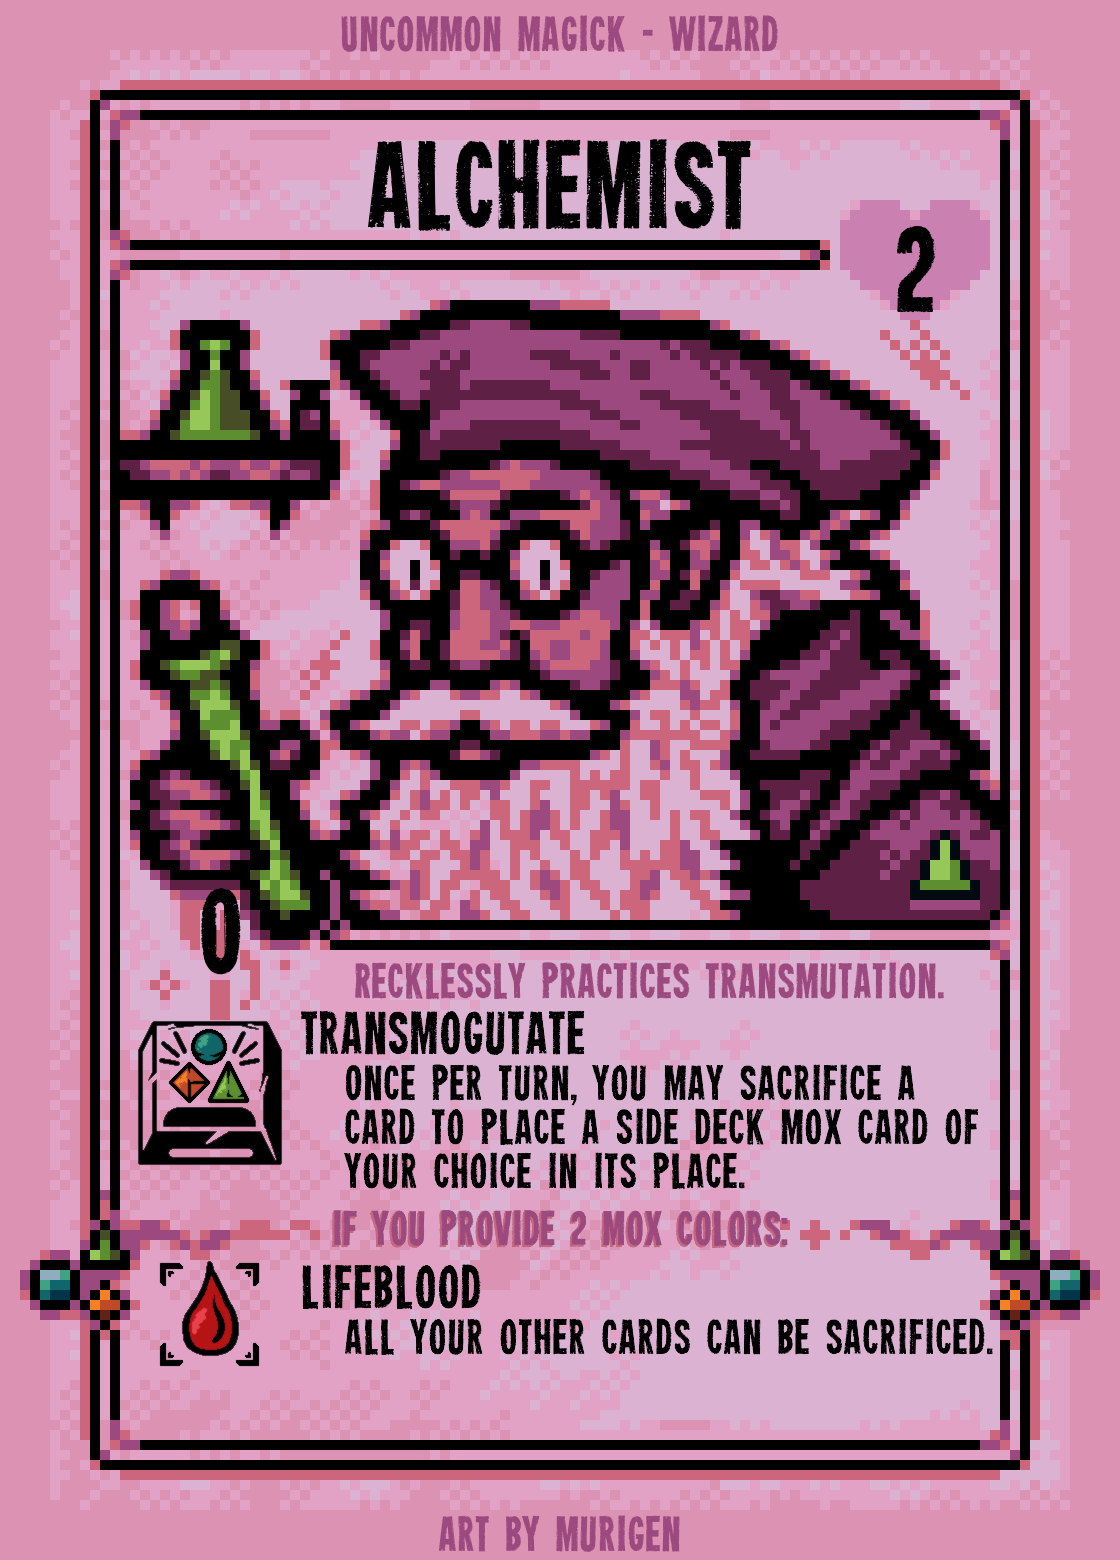 UNCOMMON MAGICK - WIZARD
ALCHEMIST
2
0
RECKLESSLY PRACTICES TRANSMUTATION.
TRANSMOGUTATE
ONCE PER TURN, YOU MAY SACRIFICE A
CARD TO PLACE A SIDE DECK MOX CARD OF
YOUR CHOICE IN ITS PLACE.
IF YOU PROVIDE 2 MOX COLORS:
LIFEBLOOD
ALL YOUR OTHER CARDS CAN BE SACRIFICED.
ART BY MURIGEN